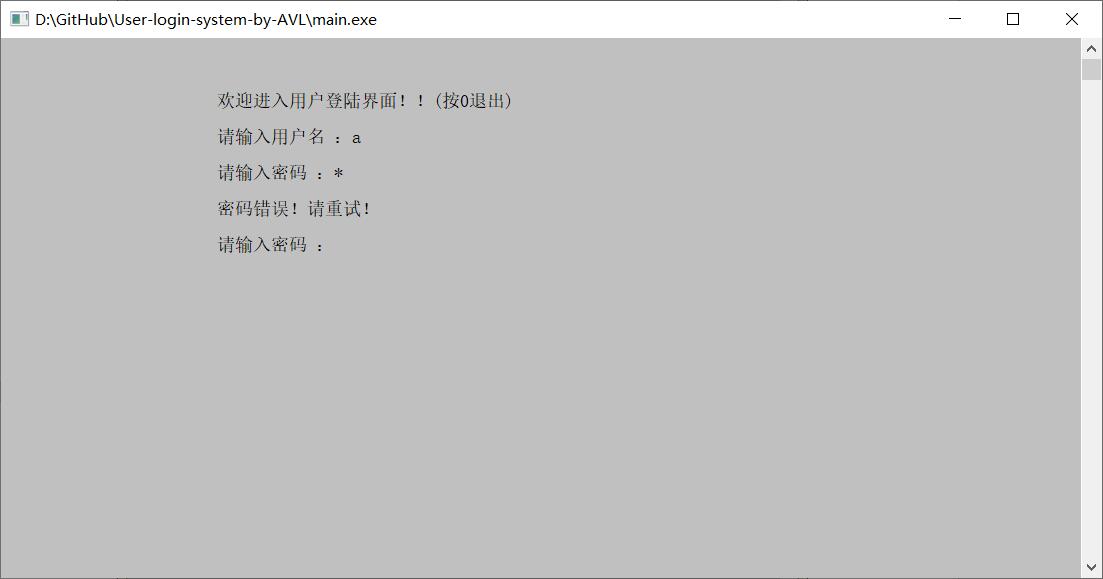 D:\GitHub\User-login-system-by-AVL\main.exe
欢迎进入用户登陆界面！！(按0退出)
请输入用户名 ：a
请输入密码 ：*
密码错误！请重试！
请输入密码 ：